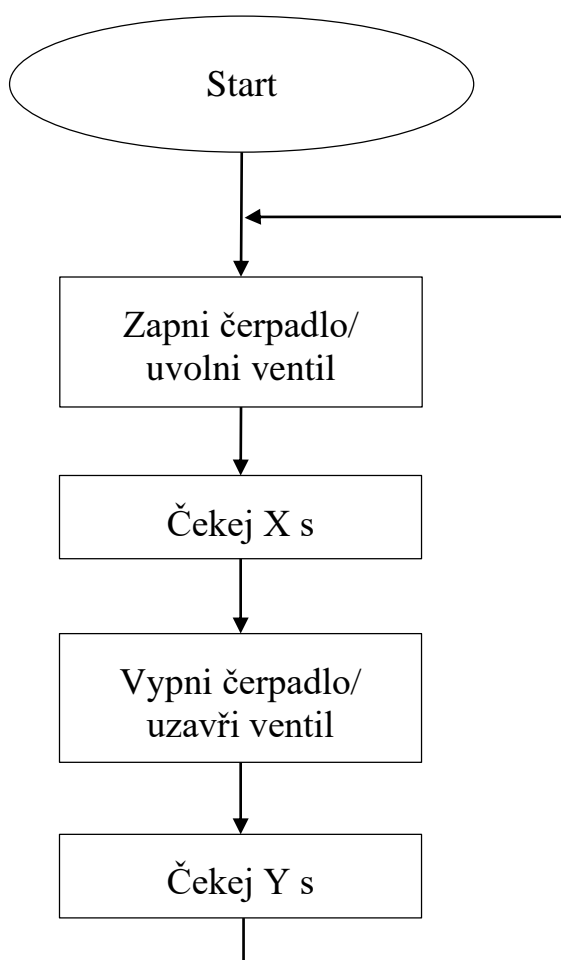 Start
Zapni čerpadlo/
uvolni ventil
Čekej X s
Vypni čerpadlo/
uzavři ventil
Čekej Y s